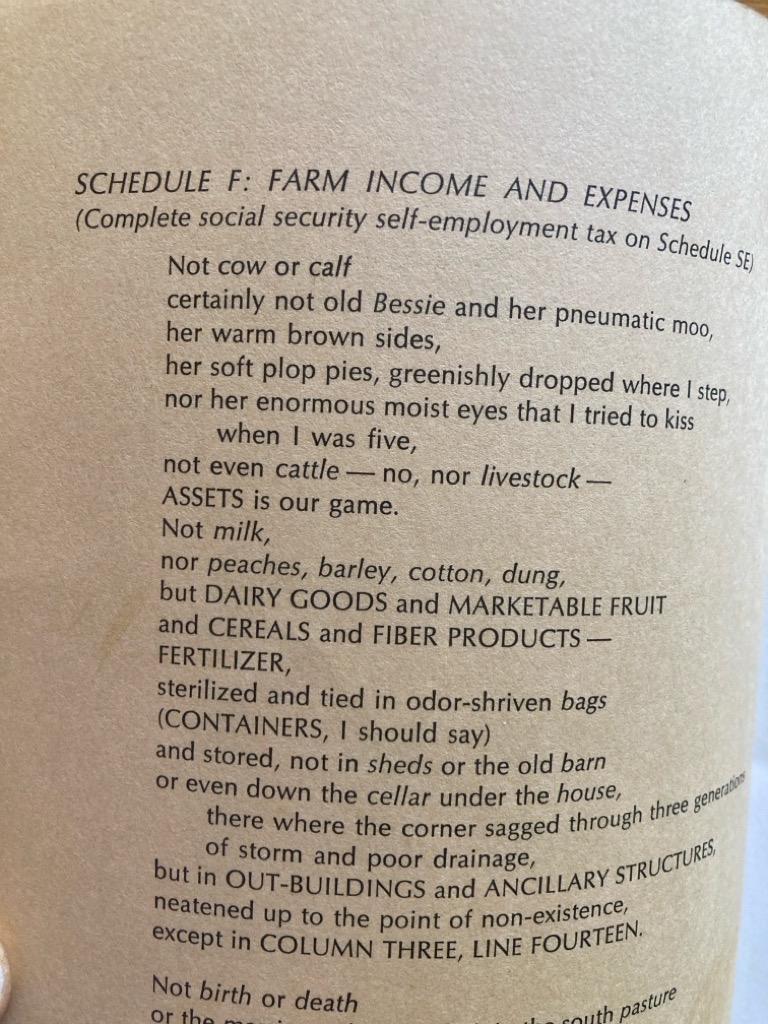 SCHEDULE F: FARM INCOME AND EXPENSES
(Complete social security self-employment tax on Schedule SE)
Not cow or calf
certainly not old Bessie and her pneumatic moo,
her warm brown sides,
her soft plop pies, greenishly dropped where I step,
nor her enormous moist eyes that I tried to kiss
when I was five,
not even cattle — no, nor livestock —
ASSETS is our game.
Not milk,
nor peaches, barley, cotton, dung,
but DAIRY GOODS and MARKETABLE FRUIT
and CEREALS and FIBER PRODUCTS —
FERTILIZER,
sterilized and tied in odor-shriven bags
(CONTAINERS, I should say)
and stored, not in sheds or the old barn
or even down the cellar under the house,
there where the corner sagged through three generations
of storm and poor drainage,
but in OUT-BUILDINGS and ANCILLARY STRUCTURES,
neatened up to the point of non-existence,
except in COLUMN THREE, LINE FOURTEEN.
Not birth or death
or the south pasture